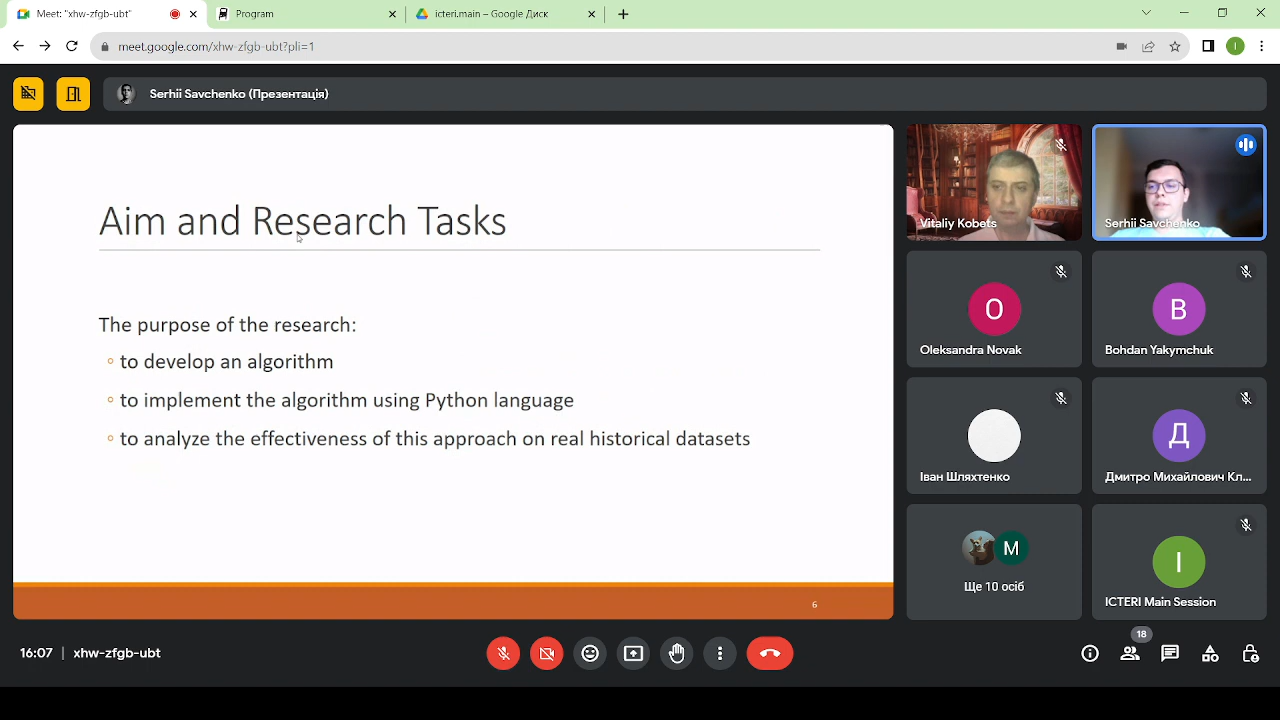 Meet: "xhw-zfgb-ubt"
Program
icteri.main – Google Диск
meet.google.com/xhw-zfgb-ubt?pli=1
I
Serhii Savchenko (Презентація)
Aim and Research Tasks
The purpose of the research:
to develop an algorithm
to implement the algorithm using Python language
to analyze the effectiveness of this approach on real historical datasets
6
Vitaliy Kobets
Serhii Savchenko
O
Oleksandra Novak
B
Bohdan Yakymchuk
Іван Шляхтенко
Д
Дмитро Михайлович Кл...
M
Ще 10 осіб
I
ICTERI Main Session
16:07 | xhw-zfgb-ubt
18